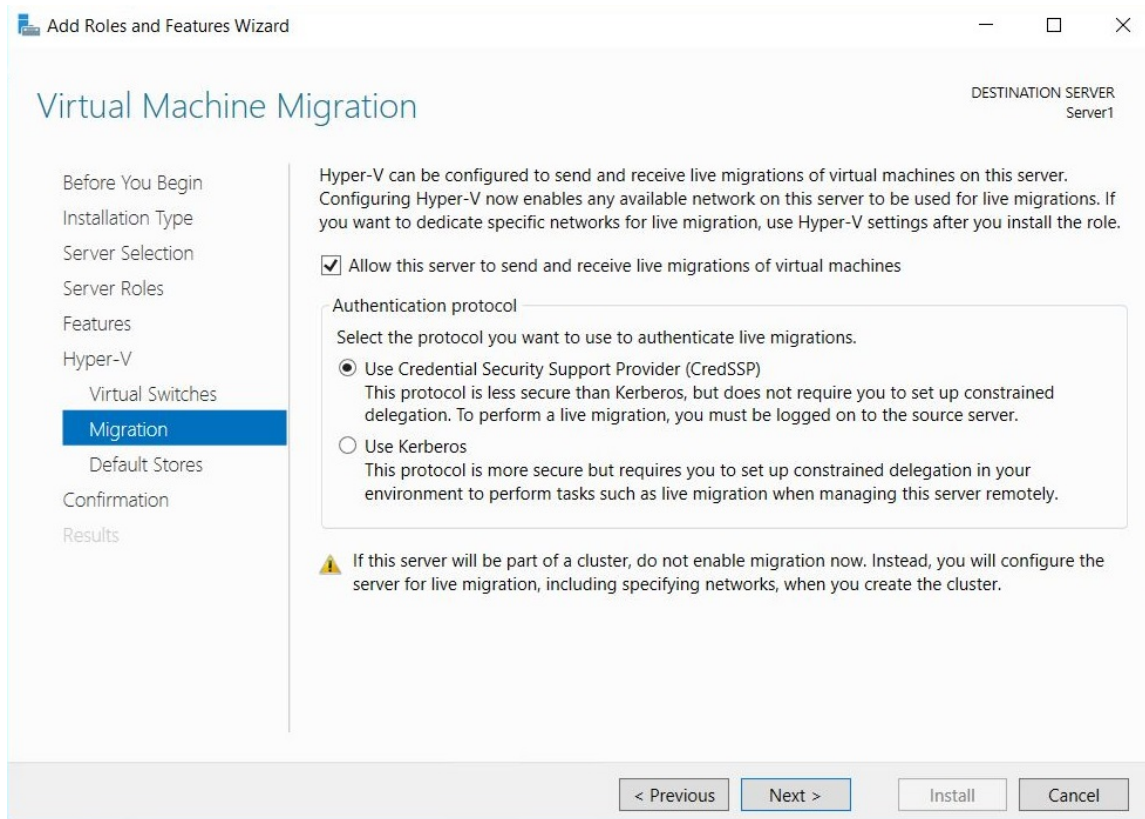 Add Roles and Features Wizard
Virtual Machine Migration
DESTINATION SERVER
Server1
Before You Begin
Installation Type
Server Selection
Server Roles
Features
Hyper-V
Virtual Switches
Migration
Default Stores
Confirmation
Results
Hyper-V can be configured to send and receive live migrations of virtual machines on this server.
Configuring Hyper-V now enables any available network on this server to be used for live migrations. If
you want to dedicate specific networks for live migration, use Hyper-V settings after you install the role.
Allow this server to send and receive live migrations of virtual machines
Authentication protocol
Select the protocol you want to use to authenticate live migrations.
Use Credential Security Support Provider (CredSSP)
This protocol is less secure than Kerberos, but does not require you to set up constrained
delegation. To perform a live migration, you must be logged on to the source server.
Use Kerberos
This protocol is more secure but requires you to set up constrained delegation in your
environment to perform tasks such as live migration when managing this server remotely.
If this server will be part of a cluster, do not enable migration now. Instead, you will configure the
server for live migration, including specifying networks, when you create the cluster.
< Previous
Next >
Install
Cancel